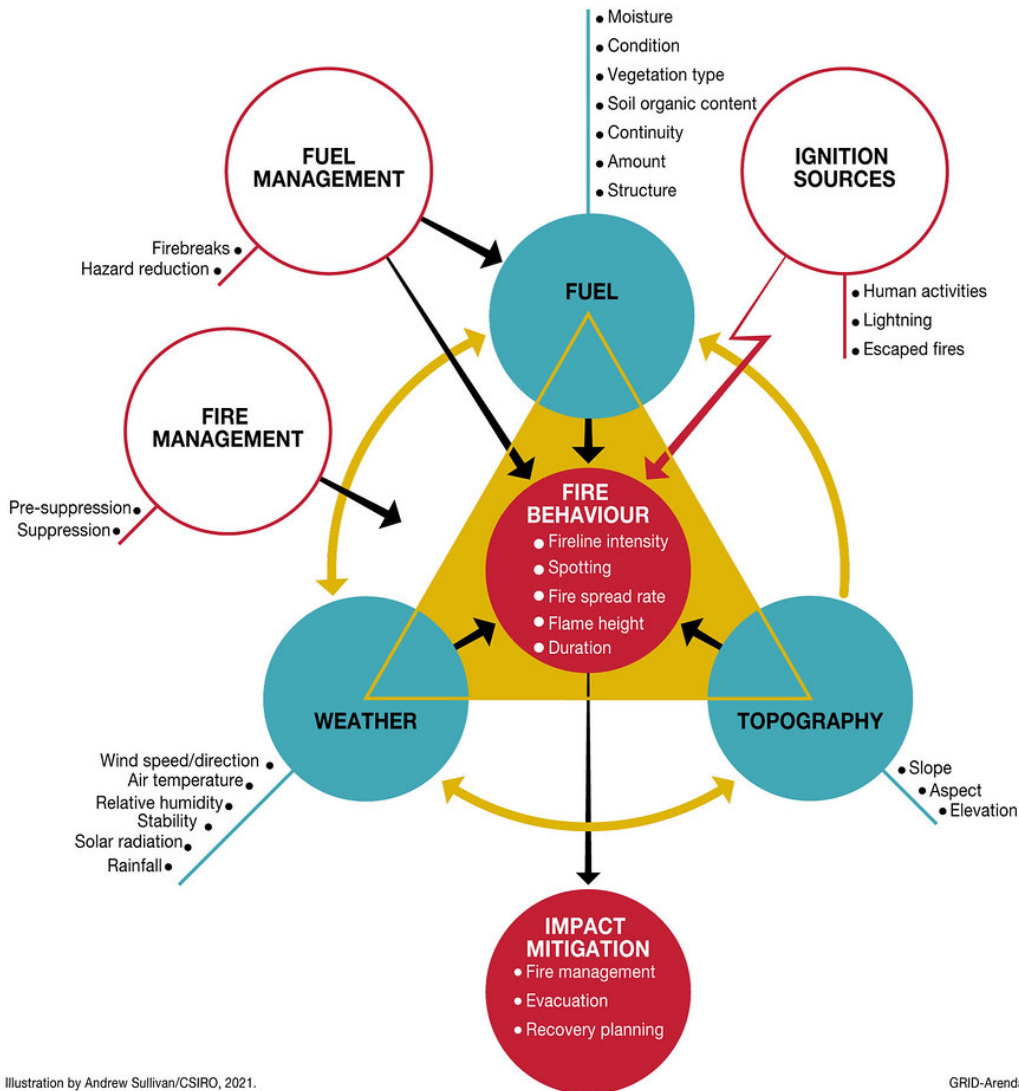 Moisture
Condition
Vegetation type
Soil organic content
Continuity
Amount
Structure
FUEL
MANAGEMENT
Firebreaks
Hazard reduction
IGNITION
SOURCES
Human activities
Lightning
Escaped fires
FUEL
FIRE
MANAGEMENT
Pre-suppression
Suppression
FIRE
BEHAVIOUR
Fireline intensity
Spotting
Fire spread rate
Flame height
Duration
WEATHER
Wind speed/direction
Air temperature
Relative humidity
Stability
Solar radiation
Rainfall
TOPOGRAPHY
Slope
Aspect
Elevation
IMPACT
MITIGATION
Fire management
Evacuation
Recovery planning
Illustration by Andrew Sullivan/CSIRO, 2021.
GRID-Arend